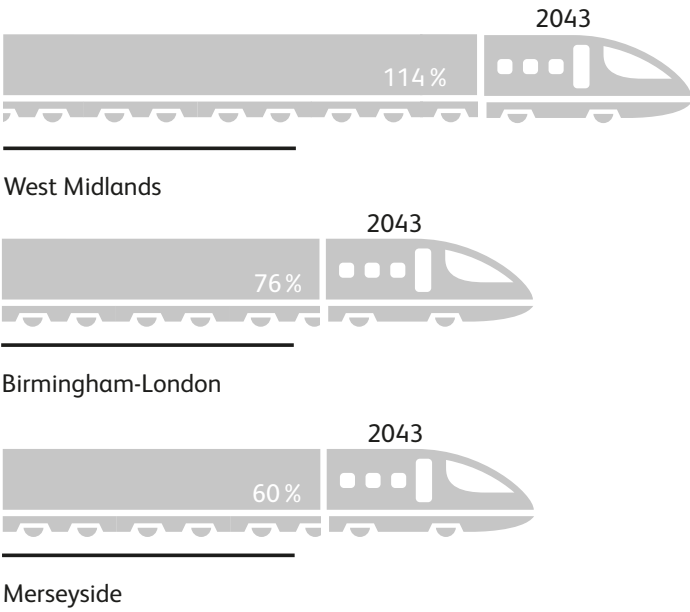 2043
114 %
West Midlands
2043
76 %
Birmingham-London
2043
60 %
Merseyside